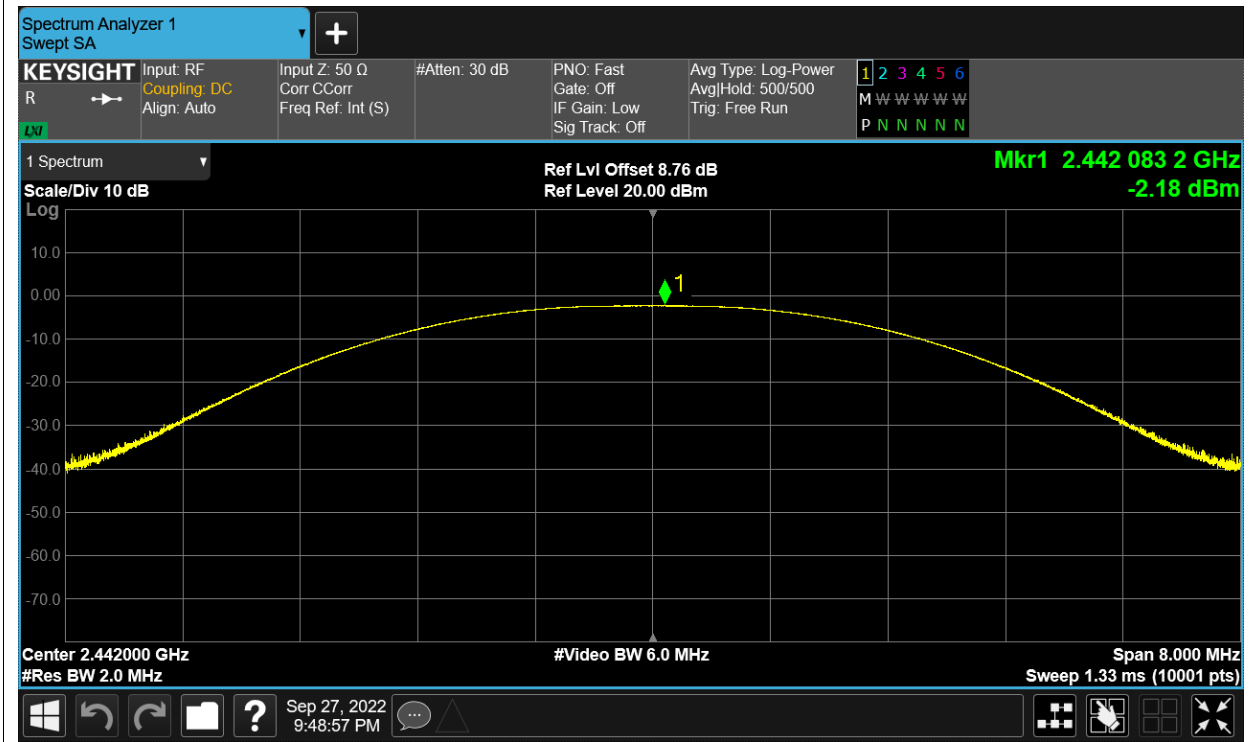 Spectrum Analyzer 1
Swept SA
KEYSIGHT
R
LXI
Input: RF
Coupling: DC
Align: Auto
Input Z: 50 Ω
Corr CCorr
Freq Ref: Int (S)
#Atten: 30 dB
PNO: Fast
Gate: Off
IF Gain: Low
Sig Track: Off
Avg Type: Log-Power
Avg|Hold: 500/500
Trig: Free Run
1 2 3 4 5 6
M W W W W W
P N N N N N
1 Spectrum
Scale/Div 10 dB
Log
Ref Lvl Offset 8.76 dB
Ref Level 20.00 dBm
Mkr1 2.442 083 2 GHz
-2.18 dBm
1
10.0
0.00
-10.0
-20.0
-30.0
-40.0
-50.0
-60.0
-70.0
Center 2.442000 GHz
#Res BW 2.0 MHz
#Video BW 6.0 MHz
Span 8.000 MHz
Sweep 1.33 ms (10001 pts)
?
Sep 27, 2022
9:48:57 PM